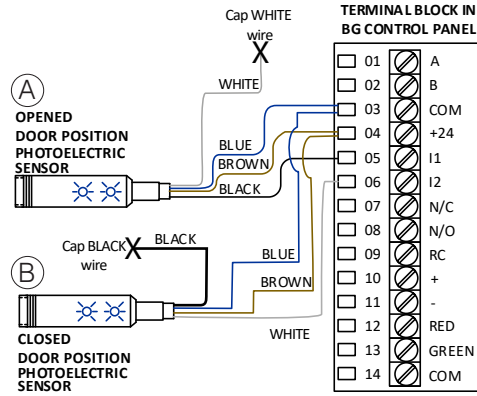 Cap WHITE
wire
WHITE
A
OPENED
DOOR POSITION
PHOTOELECTRIC
SENSOR
BLUE
BROWN
BLACK
Cap BLACK
wire
BLACK
B
BLUE
BROWN
WHITE
CLOSED
DOOR POSITION
PHOTOELECTRIC
SENSOR
TERMINAL BLOCK IN
BG CONTROL PANEL
01 A
02 B
03 COM
04 +24
05 I1
06 I2
07 N/C
08 N/O
09 RC
10 +
11 -
12 RED
13 GREEN
14 COM